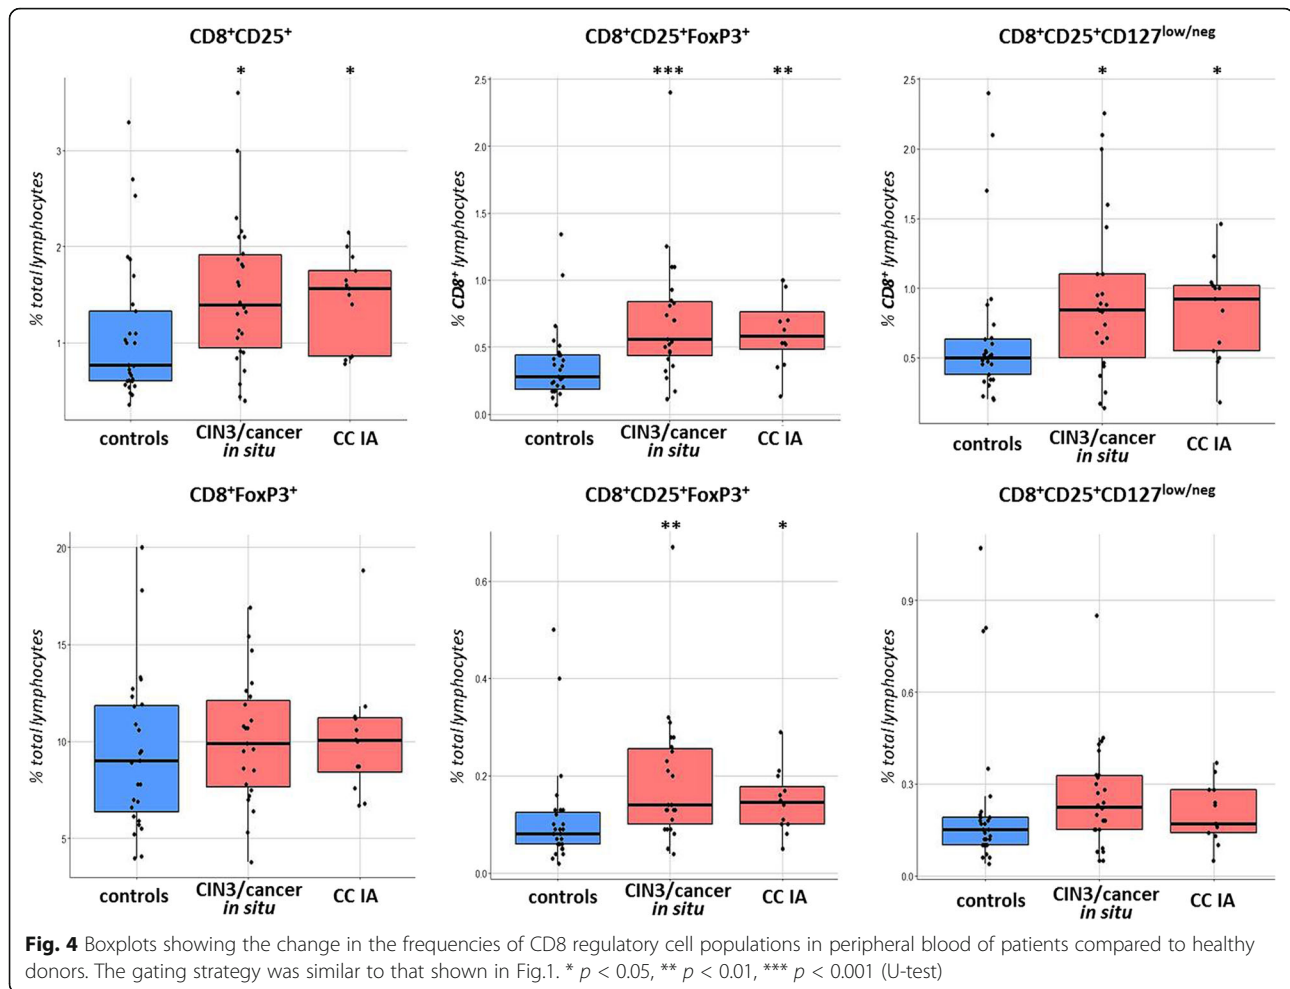 CD8⁺CD25⁺
* *
% total lymphocytes
3
2
1
controls CIN3/cancer in situ CC IA
CD8⁺CD25⁺FoxP3⁺
*** **
% CD8⁺ lymphocytes
2.5
2.0
1.5
1.0
0.5
0.0
controls CIN3/cancer in situ CC IA
CD8⁺CD25⁺CD127ˡᵒʷ/ⁿᵉᵍ
* *
% CD8⁺ lymphocytes
2.5
2.0
1.5
1.0
0.5
controls CIN3/cancer in situ CC IA
CD8⁺FoxP3⁺
% total lymphocytes
20
15
10
5
controls CIN3/cancer in situ CC IA
CD8⁺CD25⁺FoxP3⁺
** *
% total lymphocytes
0.6
0.4
0.2
0.0
controls CIN3/cancer in situ CC IA
CD8⁺CD25⁺CD127ˡᵒʷ/ⁿᵉᵍ
% total lymphocytes
0.9
0.6
0.3
0.0
controls CIN3/cancer in situ CC IA
Fig. 4 Boxplots showing the change in the frequencies of CD8 regulatory cell populations in peripheral blood of patients compared to healthy
donors. The gating strategy was similar to that shown in Fig.1. * p < 0.05, ** p < 0.01, *** p < 0.001 (U-test)